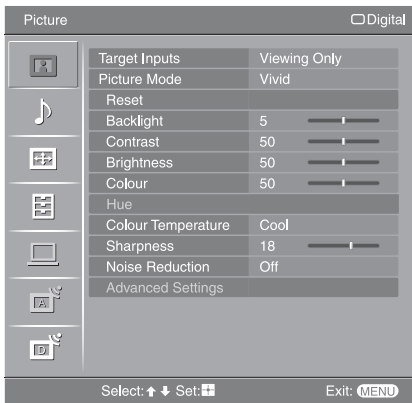 Picture Digital
Target Inputs Viewing Only
Picture Mode Vivid
Reset
Backlight 5
Contrast 50
Brightness 50
Colour 50
Hue
Colour Temperature Cool
Sharpness 18
Noise Reduction Off
Advanced Settings
A
D
Select: Set: Exit: MENU